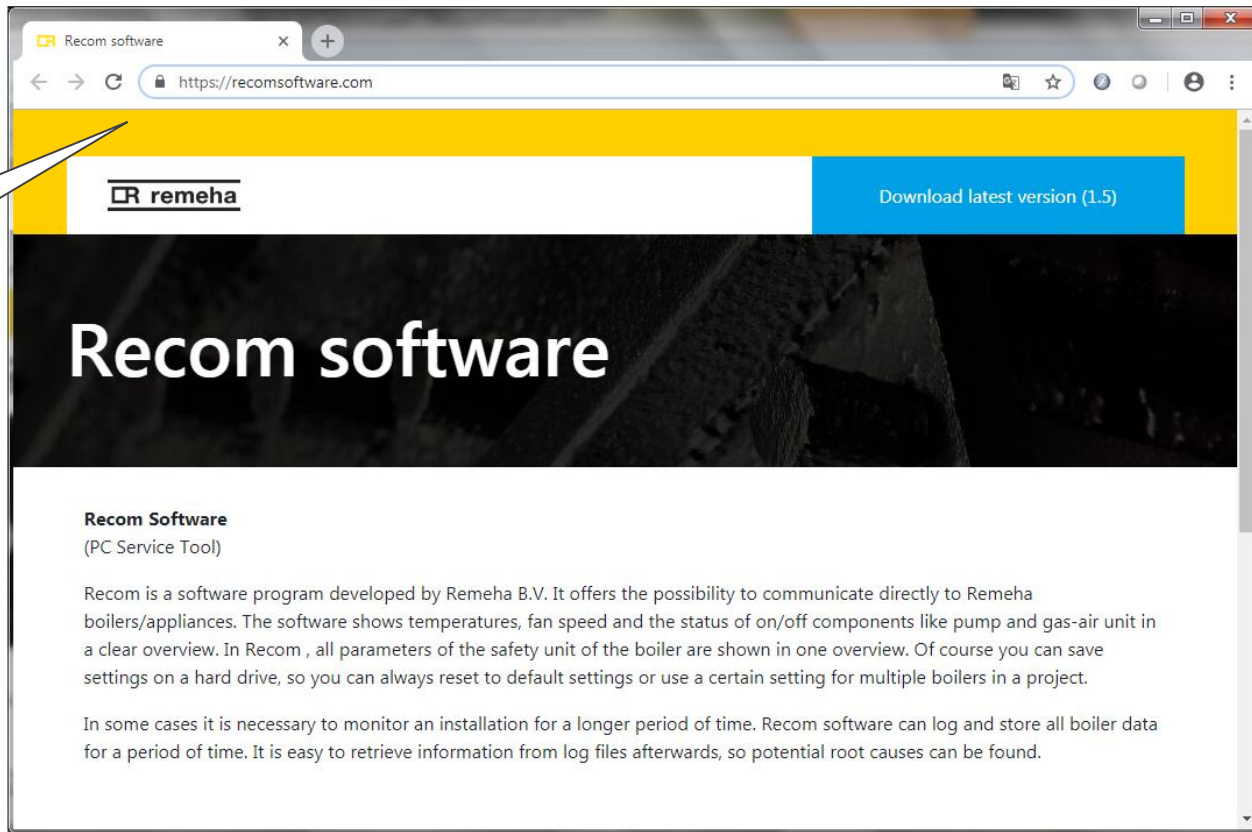 Recom software
https://recomsoftware.com
remeha
Download latest version (1.5)
Recom software
Recom Software
(PC Service Tool)
Recom is a software program developed by Remeha B.V. It offers the possibility to communicate directly to Remeha
boilers/appliances. The software shows temperatures, fan speed and the status of on/off components like pump and gas-air unit in
a clear overview. In Recom , all parameters of the safety unit of the boiler are shown in one overview. Of course you can save
settings on a hard drive, so you can always reset to default settings or use a certain setting for multiple boilers in a project.
In some cases it is necessary to monitor an installation for a longer period of time. Recom software can log and store all boiler data
for a period of time. It is easy to retrieve information from log files afterwards, so potential root causes can be found.